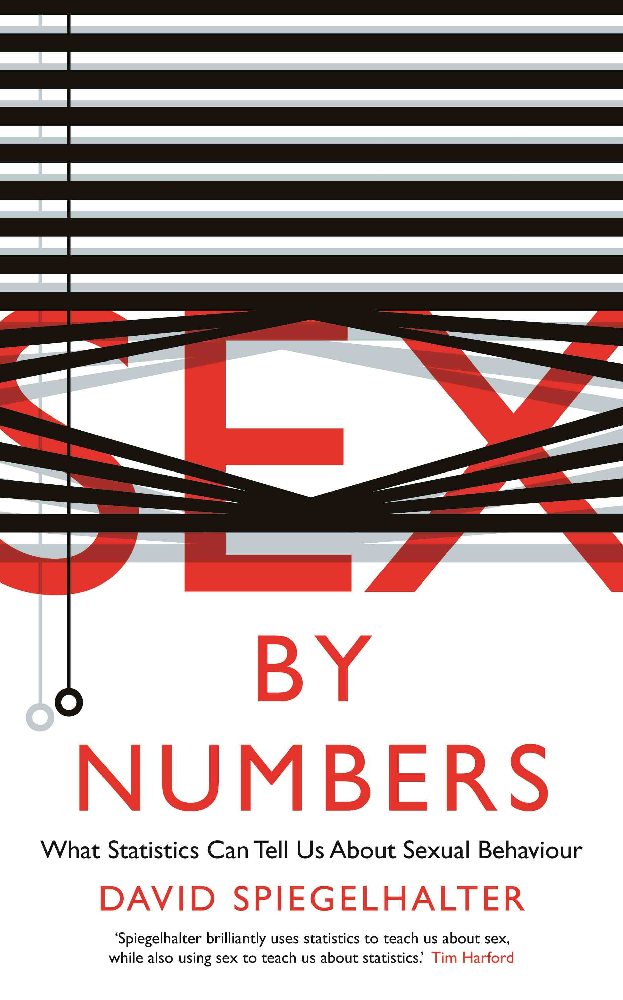 SEX
BY
NUMBERS
What Statistics Can Tell Us About Sexual Behaviour
DAVID SPIEGELHALTER
‘Spiegelhalter brilliantly uses statistics to teach us about sex,
while also using sex to teach us about statistics.’ Tim Harford